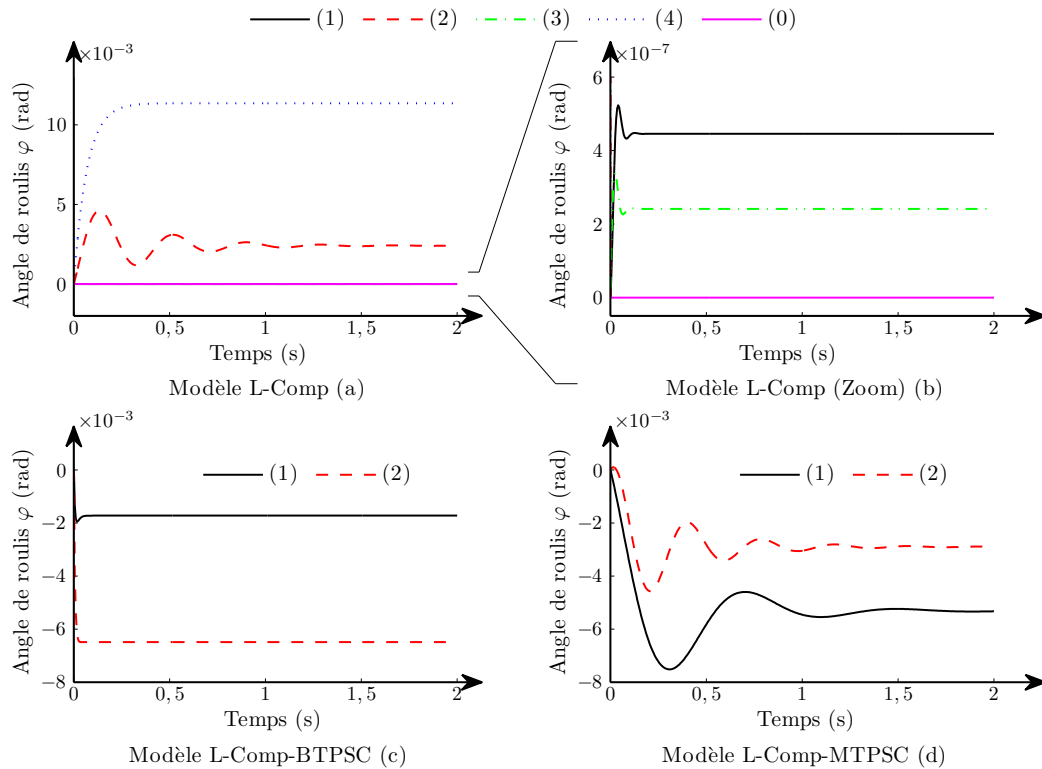 (1) (2) (3) (4) (0)
×10⁻³
Angle de roulis φ (rad)
10
5
0
0 0,5 1 1,5 2
Temps (s)
Modèle L-Comp (a)
×10⁻⁷
Angle de roulis φ (rad)
6
4
2
0
0 0,5 1 1,5 2
Temps (s)
Modèle L-Comp (Zoom) (b)
×10⁻³
Angle de roulis φ (rad)
(1) (2)
0
−2
−4
−6
−8
0 0,5 1 1,5 2
Temps (s)
Modèle L-Comp-BTPSC (c)
×10⁻³
Angle de roulis φ (rad)
(1) (2)
0
−2
−4
−6
−8
0 0,5 1 1,5 2
Temps (s)
Modèle L-Comp-MTPSC (d)